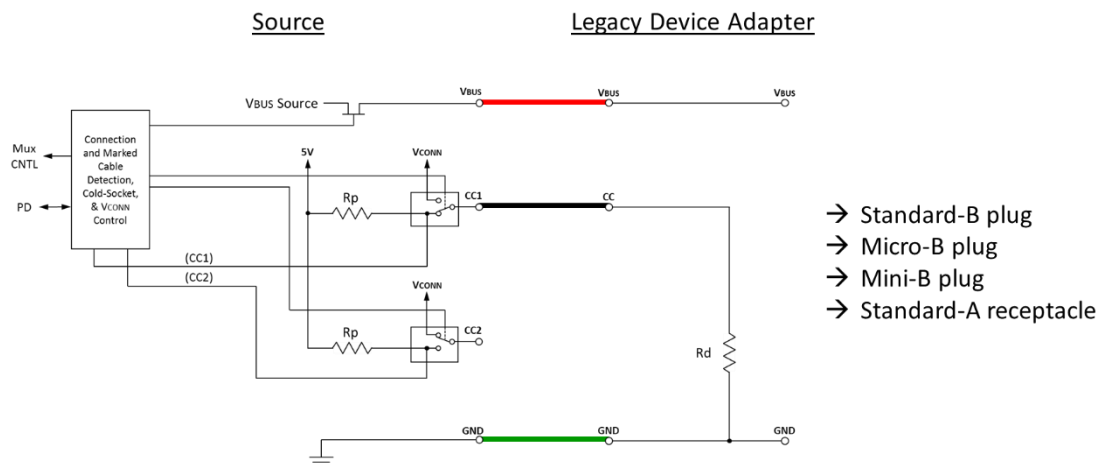 Source
Legacy Device Adapter
VBUS Source
VBUS
VBUS
VBUS
Mux
CNTL
PD
Connection
and Marked
Cable
Detection,
Cold-Socket,
& VCONN
Control
5V
VCONN
Rp
CC1
CC
(CC1)
(CC2)
VCONN
Rp
CC2
Rd
GND
GND
GND
→ Standard-B plug
→ Micro-B plug
→ Mini-B plug
→ Standard-A receptacle